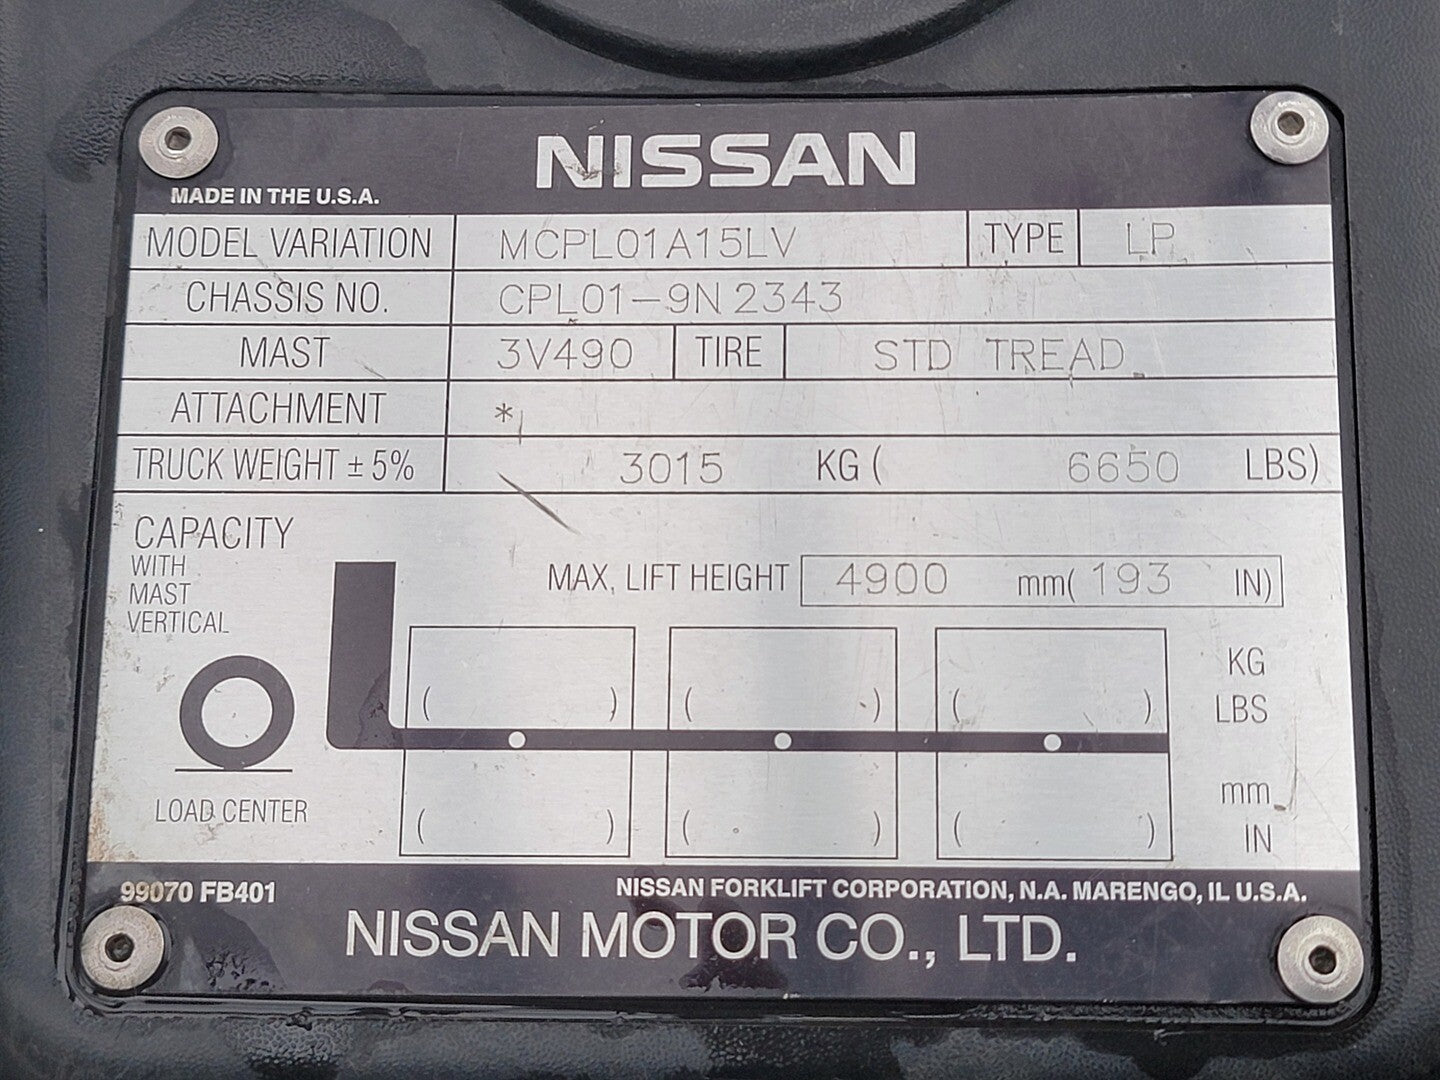 NISSAN
MADE IN THE U.S.A.
MODEL VARIATION MCPL01A15LV TYPE LP
CHASSIS NO. CPL01-9N2343
MAST 3V490 TIRE STD TREAD
ATTACHMENT *
TRUCK WEIGHT ± 5% 3015 KG ( 6650 LBS)
CAPACITY
WITH
MAST
VERTICAL
MAX. LIFT HEIGHT 4900 mm( 193 IN)
KG
( ) ( ) ( ) LBS
LOAD CENTER
mm
( ) ( ) ( ) IN
99070 FB401 NISSAN FORKLIFT CORPORATION, N.A. MARENGO, IL U.S.A.
NISSAN MOTOR CO., LTD.